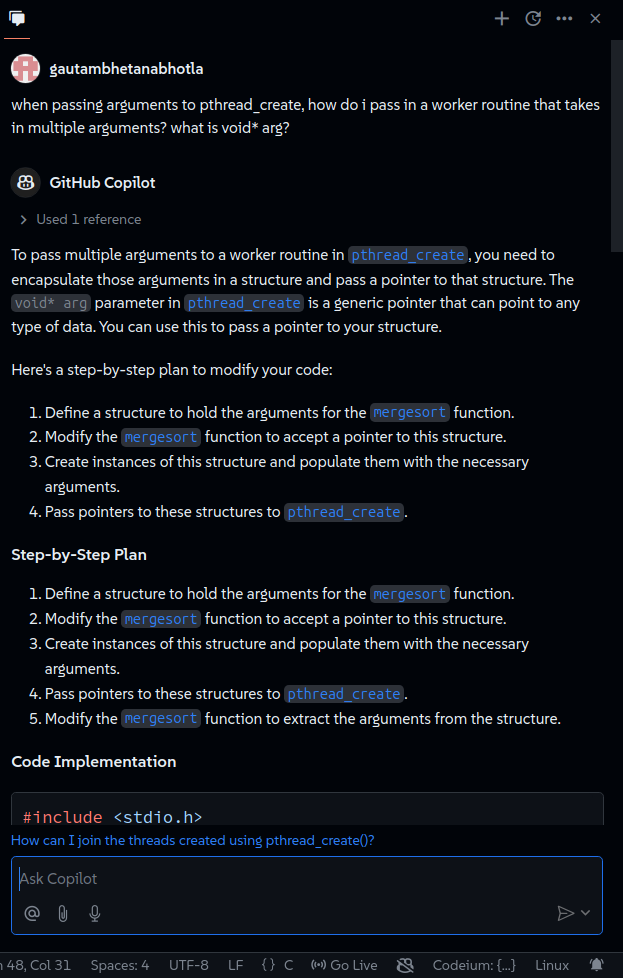 gautambhetanabhotla
when passing arguments to pthread_create, how do i pass in a worker routine that takes
in multiple arguments? what is void* arg?
GitHub Copilot
Used 1 reference
To pass multiple arguments to a worker routine in pthread_create, you need to
encapsulate those arguments in a structure and pass a pointer to that structure. The
void* arg parameter in pthread_create is a generic pointer that can point to any
type of data. You can use this to pass a pointer to your structure.
Here's a step-by-step plan to modify your code:
1. Define a structure to hold the arguments for the mergesort function.
2. Modify the mergesort function to accept a pointer to this structure.
3. Create instances of this structure and populate them with the necessary
arguments.
4. Pass pointers to these structures to pthread_create.
Step-by-Step Plan
1. Define a structure to hold the arguments for the mergesort function.
2. Modify the mergesort function to accept a pointer to this structure.
3. Create instances of this structure and populate them with the necessary
arguments.
4. Pass pointers to these structures to pthread_create.
5. Modify the mergesort function to extract the arguments from the structure.
Code Implementation
#include <stdio.h>
How can I join the threads created using pthread_create()?
Ask Copilot
48, Col 31 Spaces: 4 UTF-8 LF {} C Go Live Codeium: {...} Linux